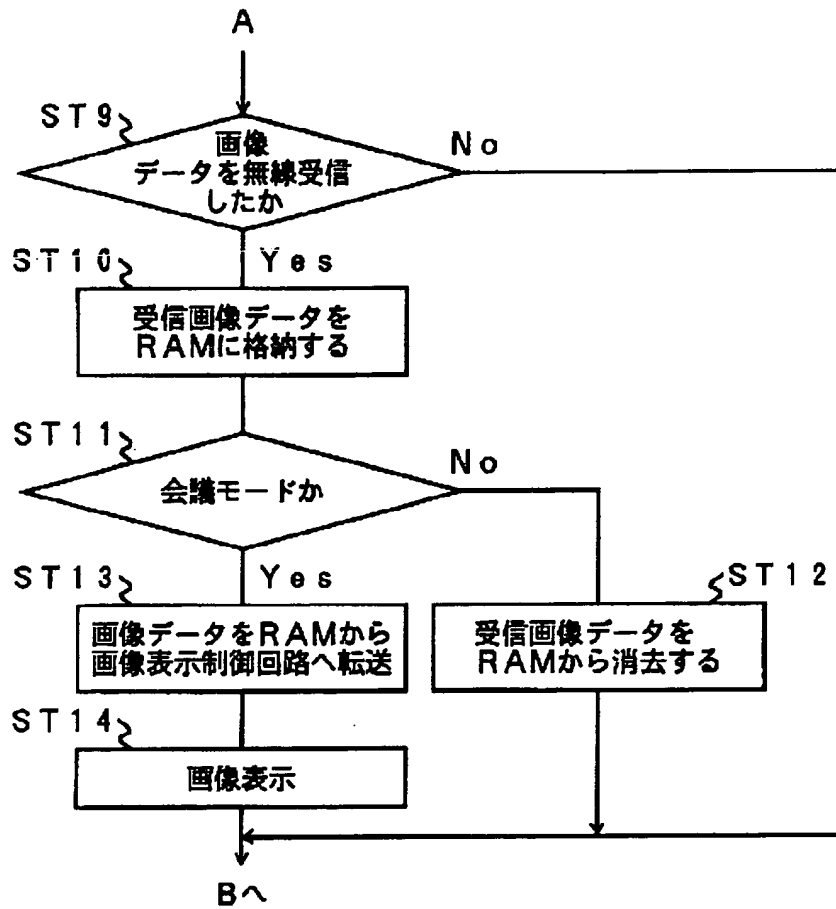 A
ST9
画像
データを無線受信
したか
No
ST10
Yes
受信画像データを
RAMに格納する
ST11
会議モードか
No
ST13
Yes
ST12
画像データをRAMから
画像表示制御回路へ転送
受信画像データを
RAMから消去する
ST14
画像表示
Bへ